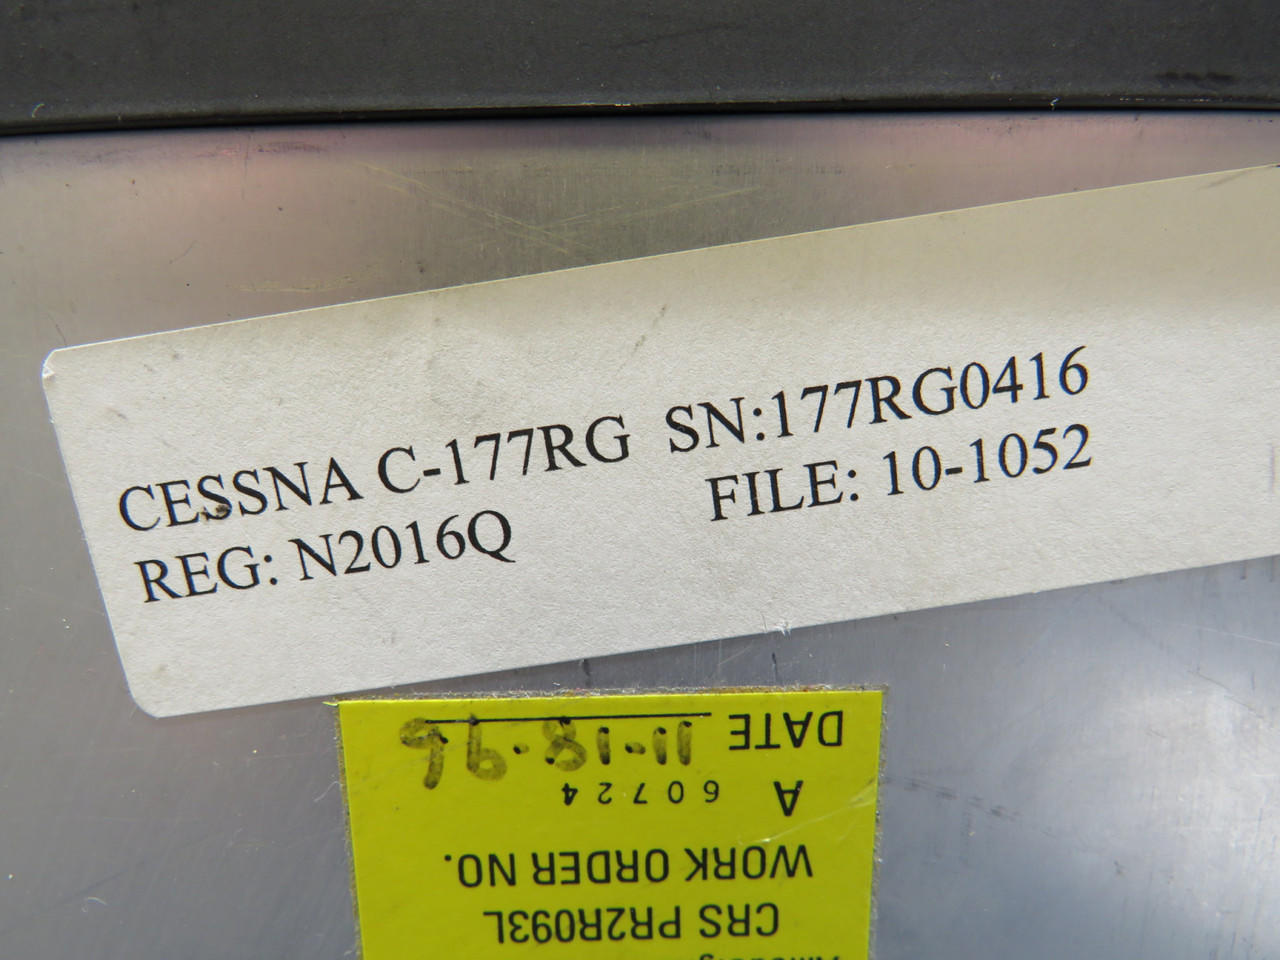 CESSNA C-177RG SN:177RG0416
REG: N2016Q FILE: 10-1052
CRS PR2R093L
WORK ORDER NO.
A 60724
DATE 11-18-96